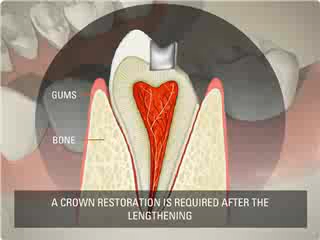 GUMS
BONE
A CROWN RESTORATION IS REQUIRED AFTER THE
LENGTHENING